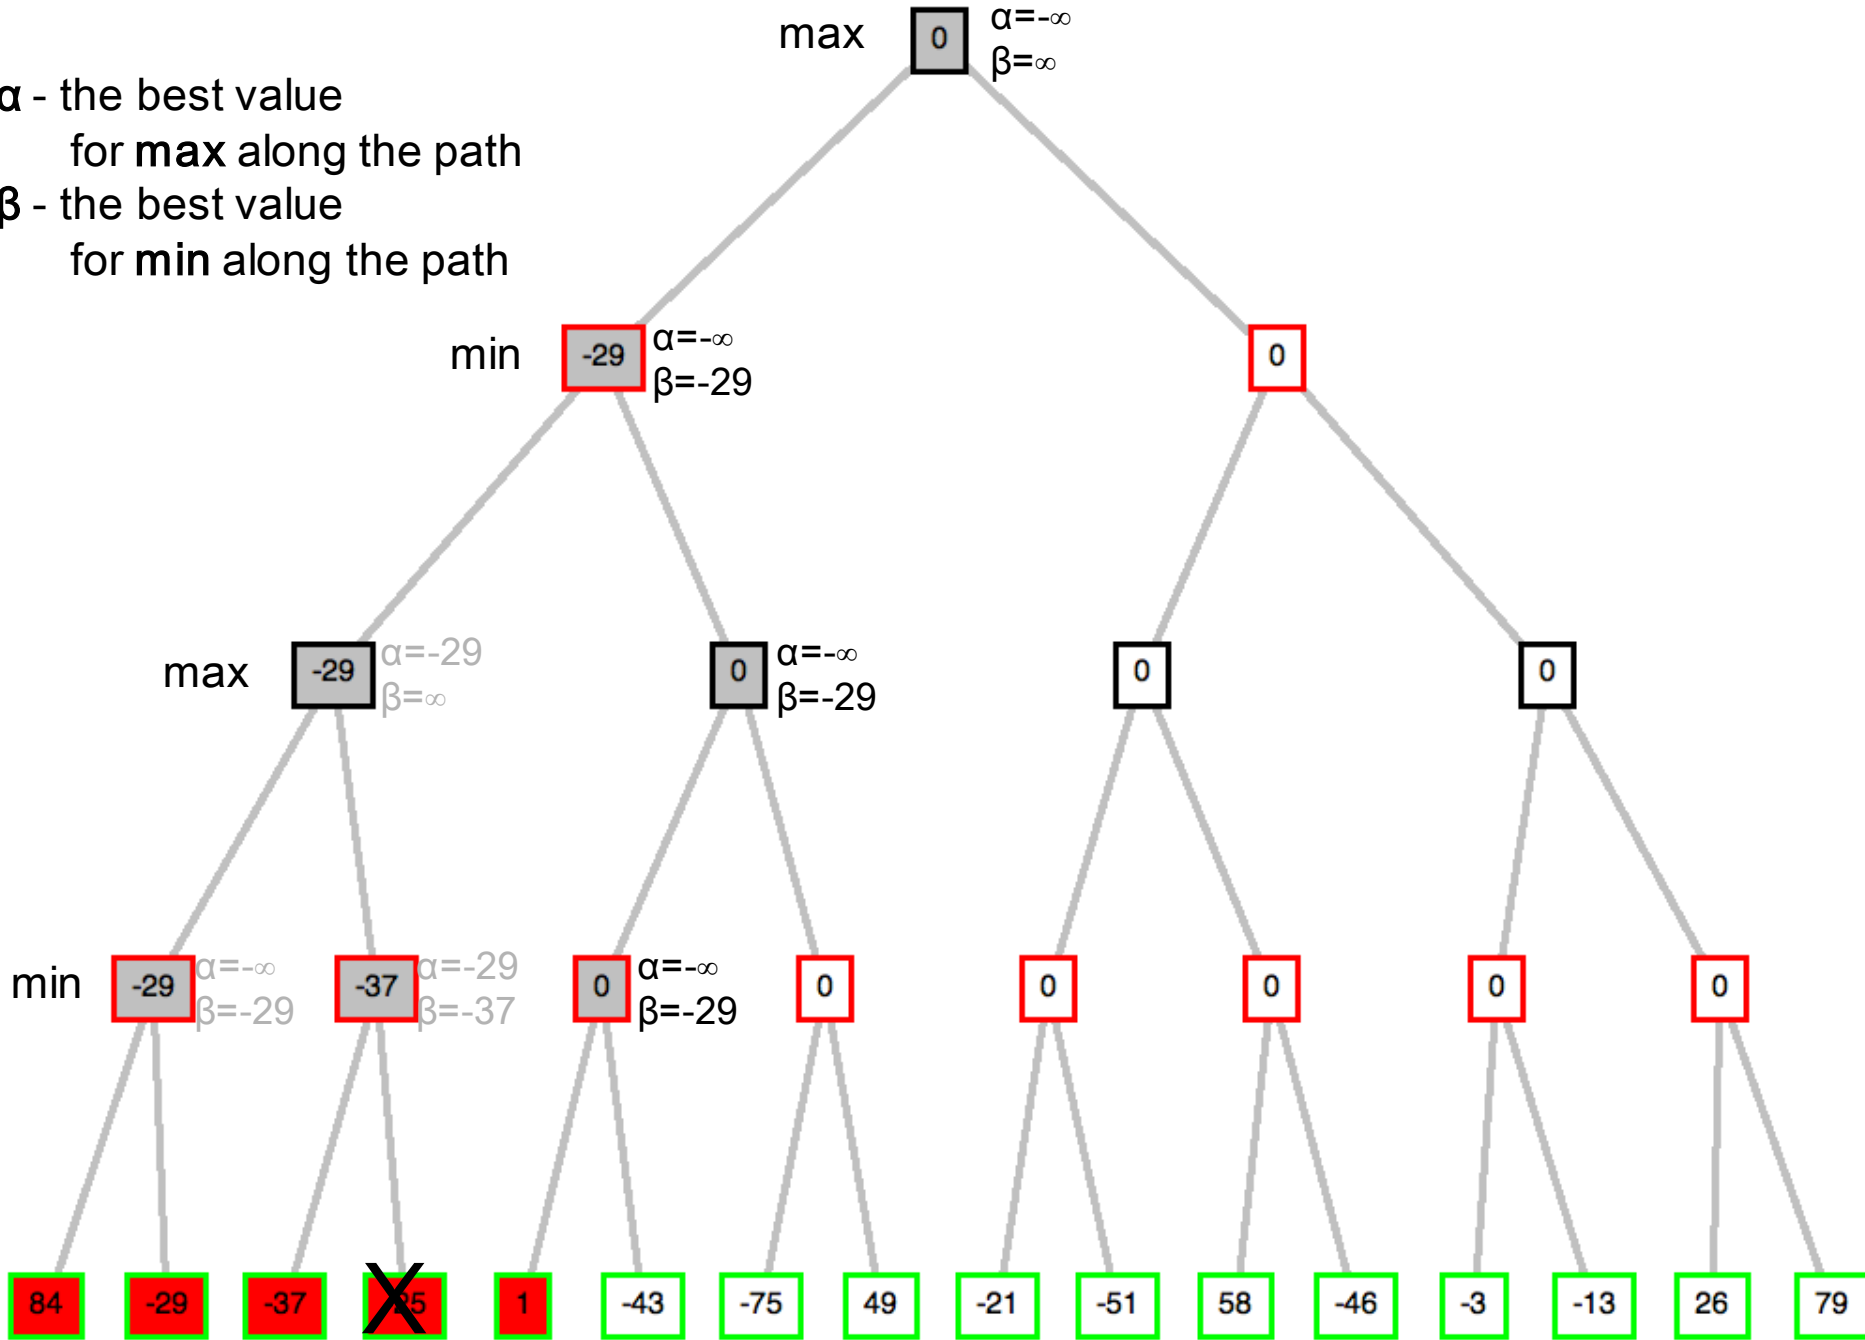 max
0
α=-∞
β=∞
α - the best value
for max along the path
β - the best value
for min along the path
min
-29
α=-∞
β=-29
0
max
-29
α=-29
β=∞
0
α=-∞
β=-29
0
0
min
-29
α=-∞
β=-29
-37
α=-29
β=-37
0
α=-∞
β=-29
0
0
0
0
0
84
-29
-37
X
1
-43
-75
49
-21
-51
58
-46
-3
-13
26
79